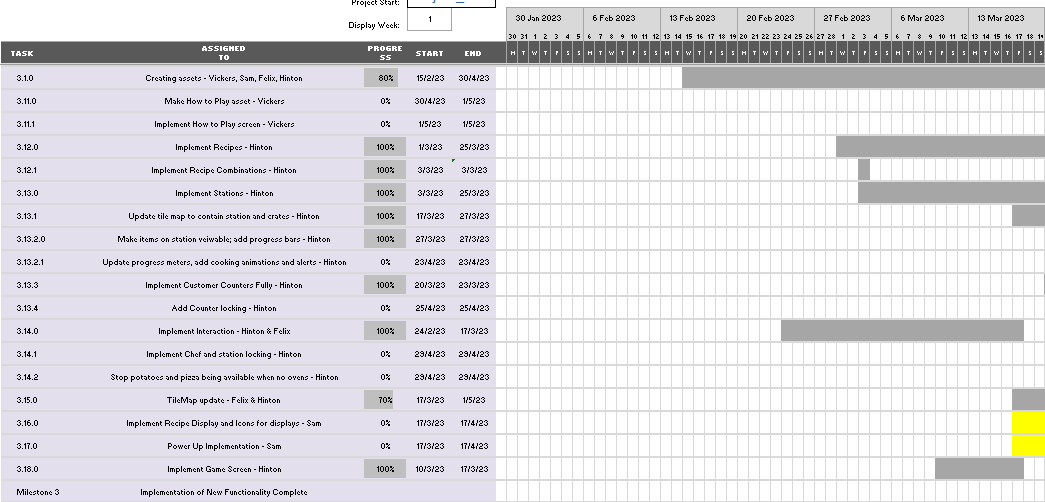 Project Start:
Display Week: 1
30 Jan 2023 6 Feb 2023 13 Feb 2023 20 Feb 2023 27 Feb 2023 6 Mar 2023 13 Mar 2023
30 31 1 2 3 4 5 6 7 8 9 10 11 12 13 14 15 16 17 18 19 20 21 22 23 24 25 26 27 28 1 2 3 4 5 6 7 8 9 10 11 12 13 14 15 16 17 18 19
TASK ASSIGNED TO PROGRESS START END M T W T F S S M T W T F S S M T W T F S S M T W T F S S M T W T F S S M T W T F S S M T W T F S S
3.1.0 Creating assets - Vickers, Sam, Felix, Hinton 80% 15/2/23 30/4/23
3.11.0 Make How to Play asset - Vickers 0% 30/4/23 1/5/23
3.11.1 Implement How to Play screen - Vickers 0% 1/5/23 1/5/23
3.12.0 Implement Recipes - Hinton 100% 1/3/23 25/3/23
3.12.1 Implement Recipe Combinations - Hinton 100% 3/3/23 3/3/23
3.13.0 Implement Stations - Hinton 100% 3/3/23 25/3/23
3.13.1 Update tile map to contain station and crates - Hinton 100% 17/3/23 27/3/23
3.13.2.0 Make items on station veiwable; add progress bars - Hinton 100% 27/3/23 27/3/23
3.13.2.1 Update progress meters, add cooking animations and alerts - Hinton 0% 23/4/23 23/4/23
3.13.3 Implement Customer Counters Fully - Hinton 100% 20/3/23 23/3/23
3.13.4 Add Counter locking - Hinton 0% 25/4/23 25/4/23
3.14.0 Implement Interaction - Hinton & Felix 100% 24/2/23 17/3/23
3.14.1 Implement Chef and station locking - Hinton 0% 29/4/23 29/4/23
3.14.2 Stop potatoes and pizza being available when no ovens - Hinton 0% 29/4/23 29/4/23
3.15.0 TileMap update - Felix & Hinton 70% 17/3/23 1/5/23
3.16.0 Implement Recipe Display and Icons for displays - Sam 0% 17/3/23 17/4/23
3.17.0 Power Up Implementation - Sam 0% 17/3/23 17/4/23
3.18.0 Implement Game Screen - Hinton 100% 10/3/23 17/3/23
Milestone 3 Implementation of New Functionality Complete